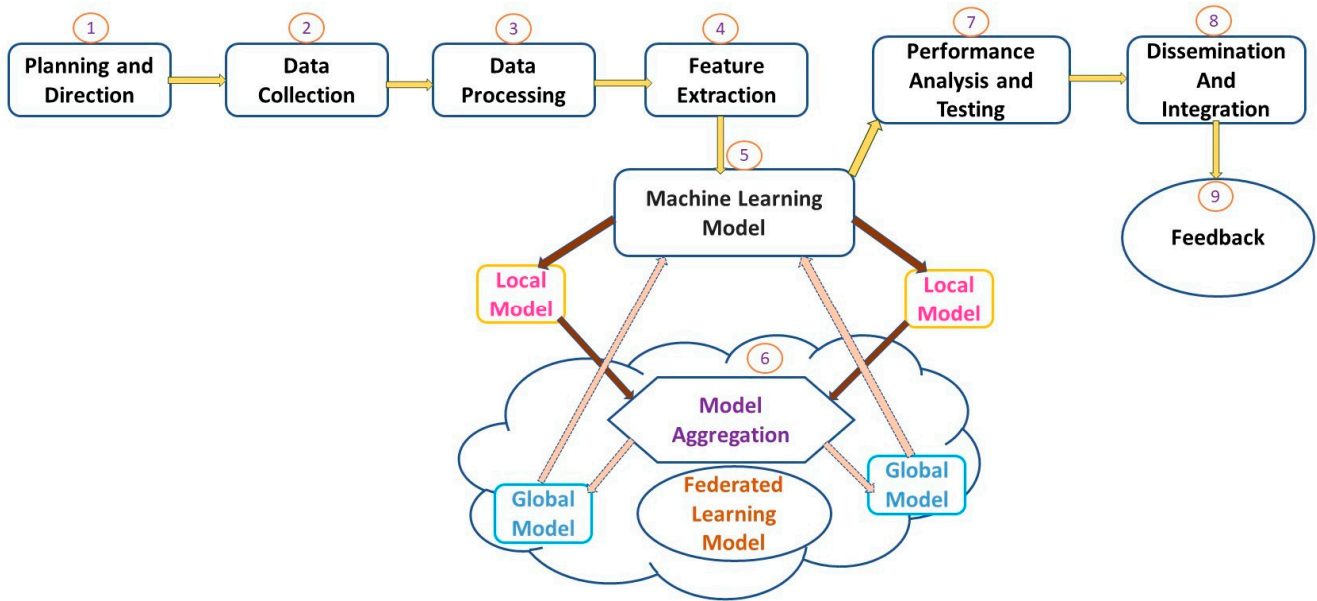 1
Planning and
Direction
2
Data
Collection
3
Data
Processing
4
Feature
Extraction
7
Performance
Analysis and
Testing
8
Dissemination
And
Integration
5
Machine Learning
Model
9
Feedback
Local
Model
Local
Model
6
Model
Aggregation
Global
Model
Federated
Learning
Model
Global
Model